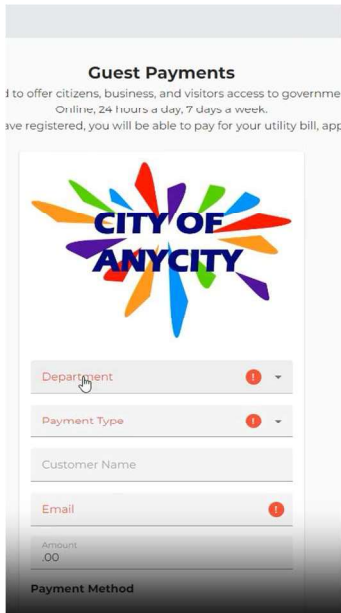 Guest Payments
d to offer citizens, business, and visitors access to governme
Online, 24 hours a day, 7 days a week.
ave registered, you will be able to pay for your utility bill, app
CITY OF
ANYCITY
Department
Payment Type
Customer Name
Email
Amount
.00
Payment Method